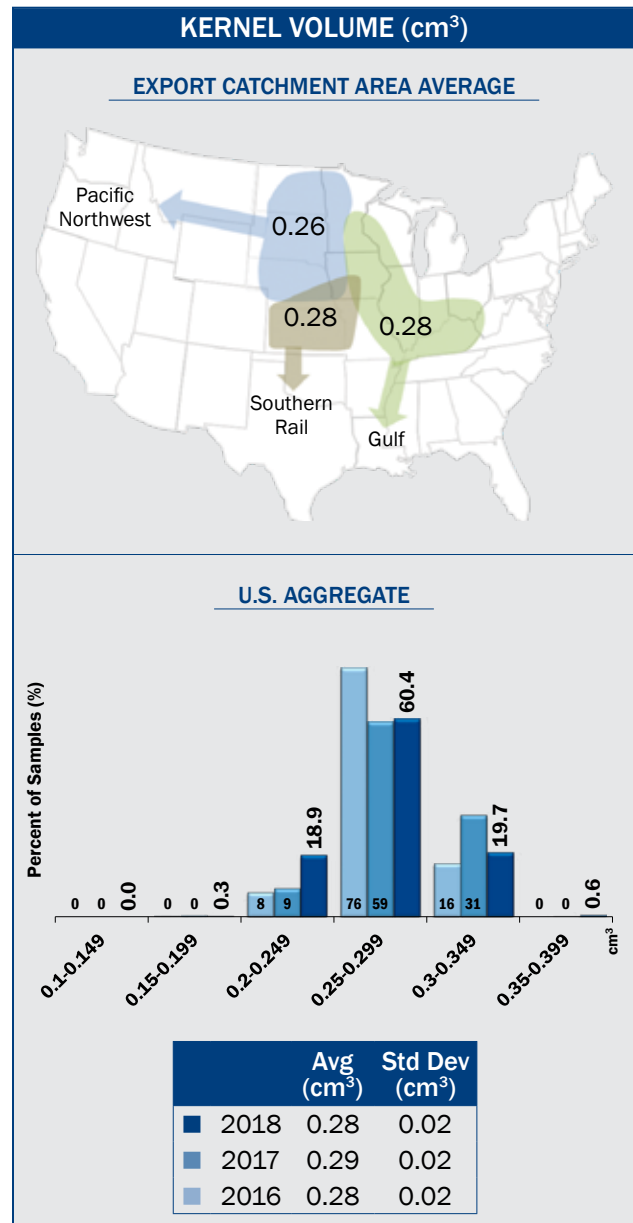 KERNEL VOLUME (cm³)
EXPORT CATCHMENT AREA AVERAGE
Pacific
Northwest
0.26
0.28
0.28
Southern
Rail
Gulf
U.S. AGGREGATE
Percent of Samples (%)
0 0 0.0
0 0 0.3
8 9 18.9
76 59 60.4
16 31 19.7
0 0 0.6
0.1-0.149
0.15-0.199
0.2-0.249
0.25-0.299
0.3-0.349
0.35-0.399
cm³
Avg Std Dev
(cm³) (cm³)
2018 0.28 0.02
2017 0.29 0.02
2016 0.28 0.02